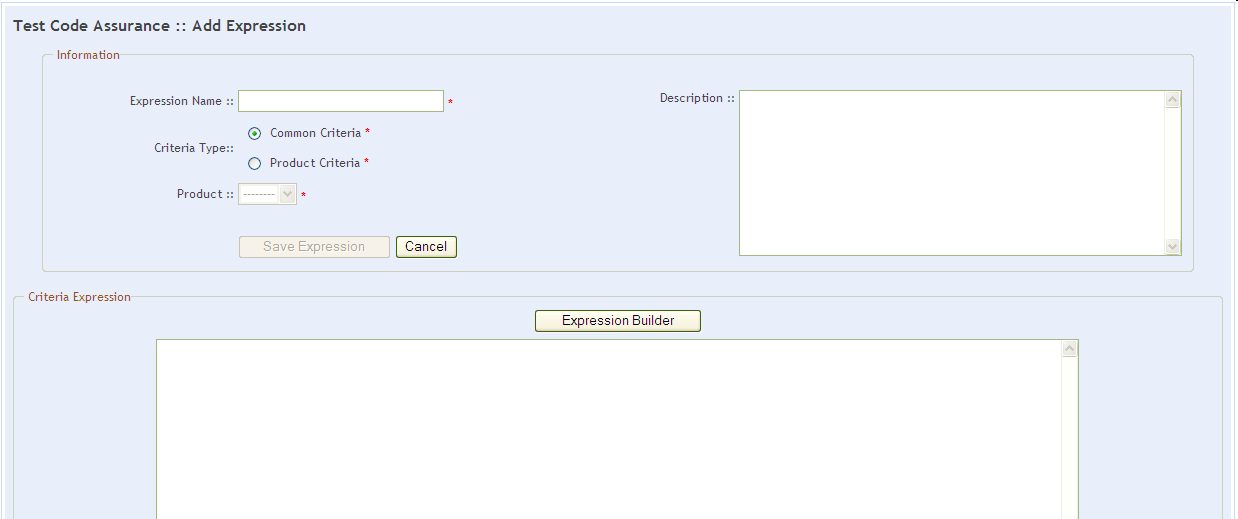 Test Code Assurance :: Add Expression
Information
Expression Name :: *
Description ::
Criteria Type::
Common Criteria *
Product Criteria *
Product :: -------- *
Save Expression Cancel
Criteria Expression
Expression Builder